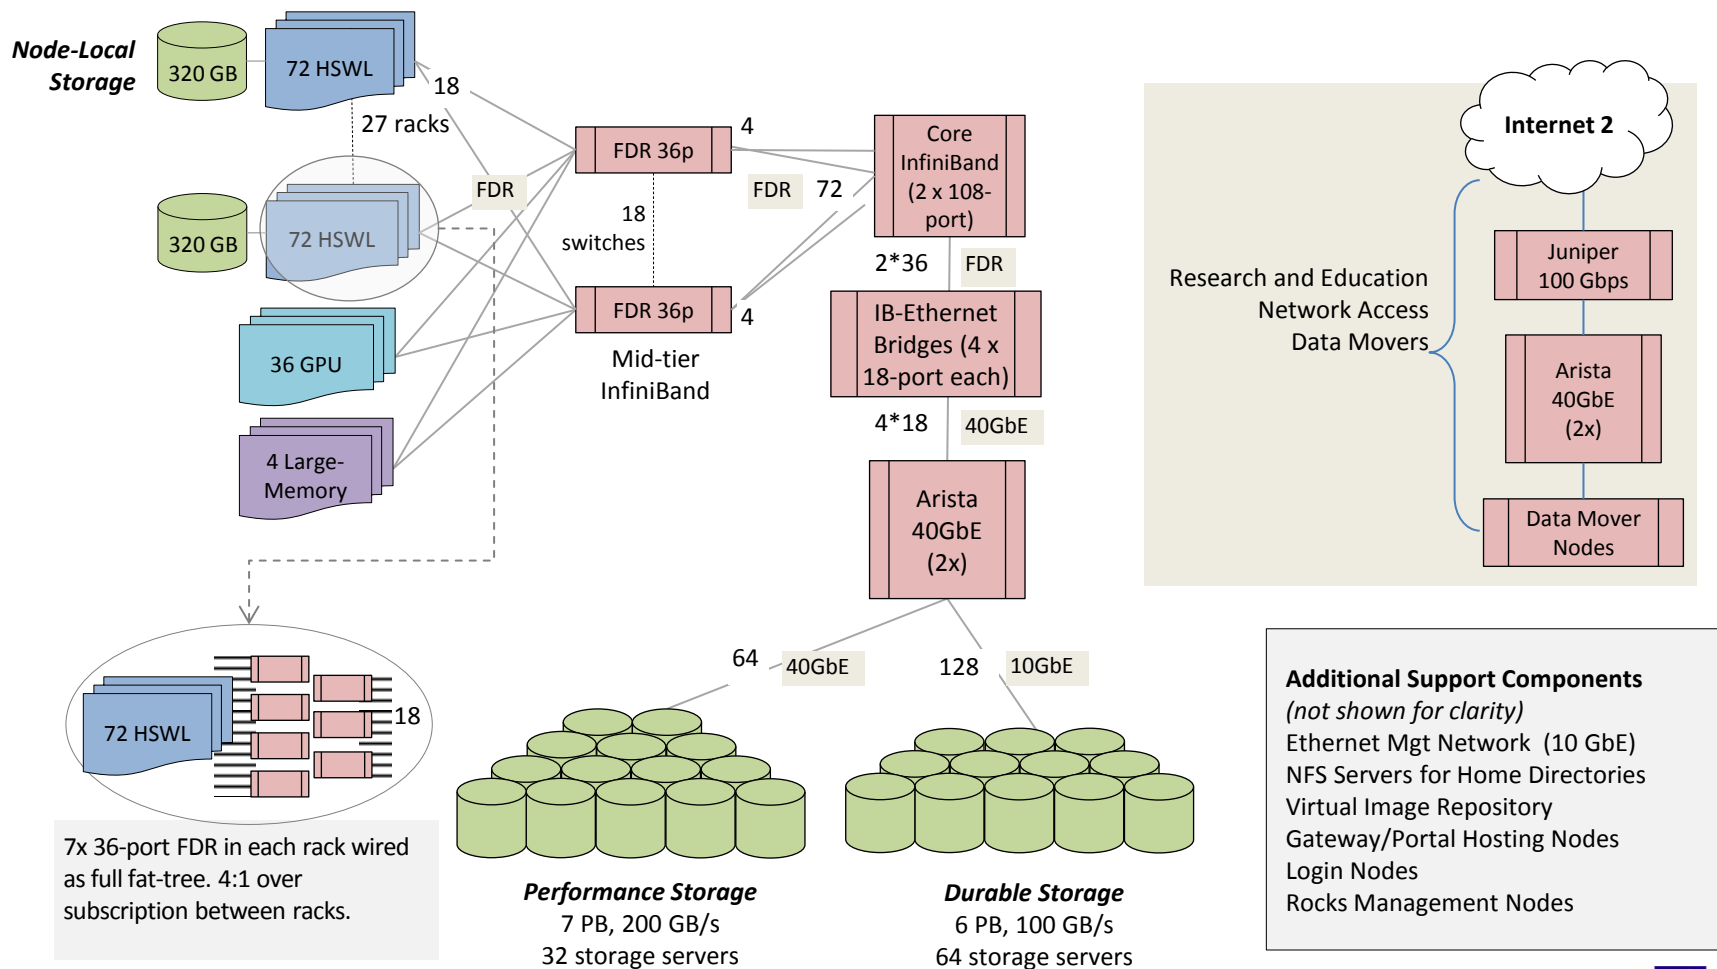 Node-Local
Storage
320 GB
72 HSWL
18
27 racks
320 GB
72 HSWL
FDR
36 GPU
4 Large-
Memory
FDR 36p
4
18
switches
FDR
72
FDR 36p
4
Mid-tier
InfiniBand
Core
InfiniBand
(2 x 108-
port)
2*36
FDR
IB-Ethernet
Bridges (4 x
18-port each)
4*18
40GbE
Arista
40GbE
(2x)
64
40GbE
128
10GbE
72 HSWL
18
7x 36-port FDR in each rack wired
as full fat-tree. 4:1 over
subscription between racks.
Performance Storage
7 PB, 200 GB/s
32 storage servers
Durable Storage
6 PB, 100 GB/s
64 storage servers
Internet 2
Juniper
100 Gbps
Research and Education
Network Access
Data Movers
Arista
40GbE
(2x)
Data Mover
Nodes
Additional Support Components
(not shown for clarity)
Ethernet Mgt Network (10 GbE)
NFS Servers for Home Directories
Virtual Image Repository
Gateway/Portal Hosting Nodes
Login Nodes
Rocks Management Nodes